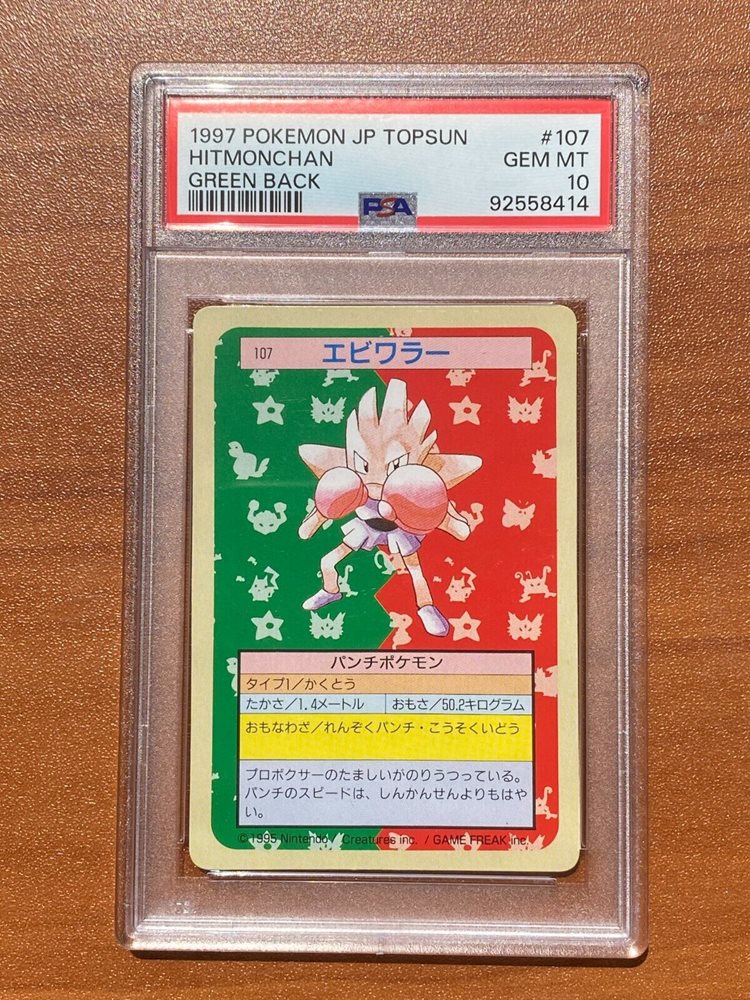 1997 POKEMON JP TOPSUN #107
HITMONCHAN GEM MT
GREEN BACK 10
PSA 92558414
107 エビワラー
パンチポケモン
タイプ1/かくとう
たかさ/1.4メートル おもさ/50.2キログラム
おもなわざ/れんぞくパンチ・こうそくいどう
プロボクサーのたましいがのりうつっている。
パンチのスピードは、しんかんせんよりもはや
い。
©1995 Nintendo / Creatures inc. / GAME FREAK inc.